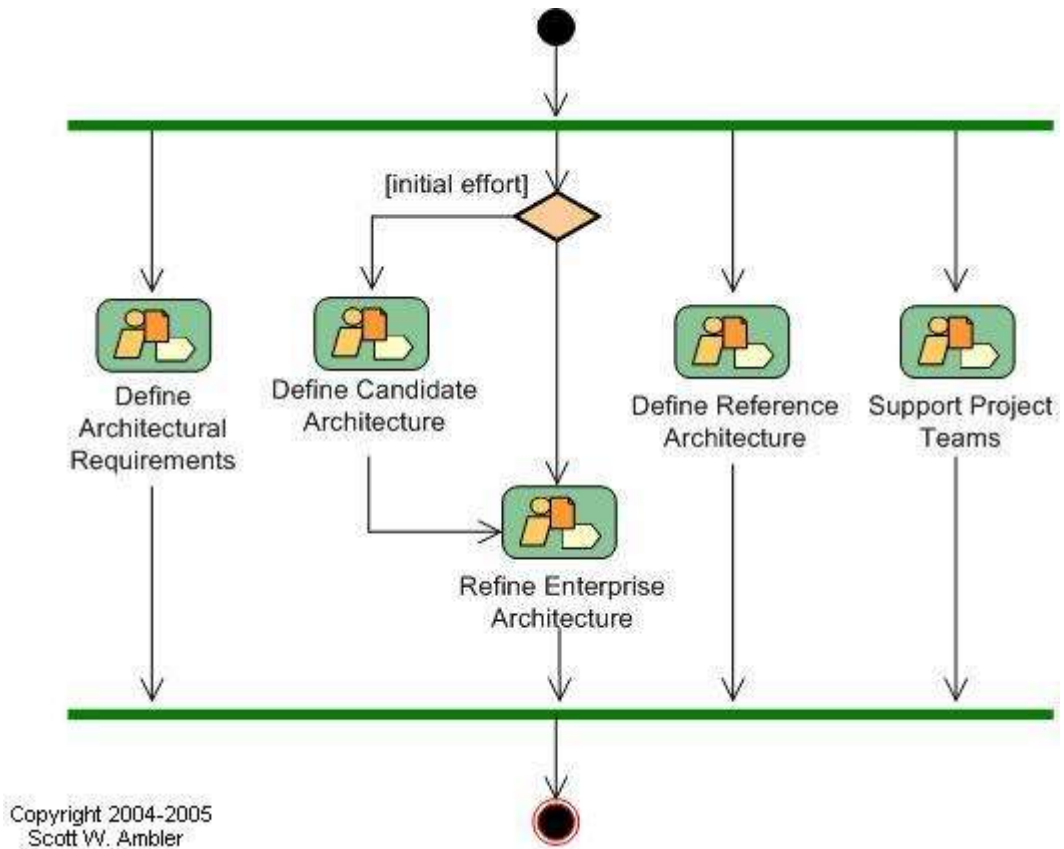 [initial effort]
Define
Architectural
Requirements
Define Candidate
Architecture
Define Reference
Architecture
Support Project
Teams
Refine Enterprise
Architecture
Copyright 2004-2005
Scott W. Ambler